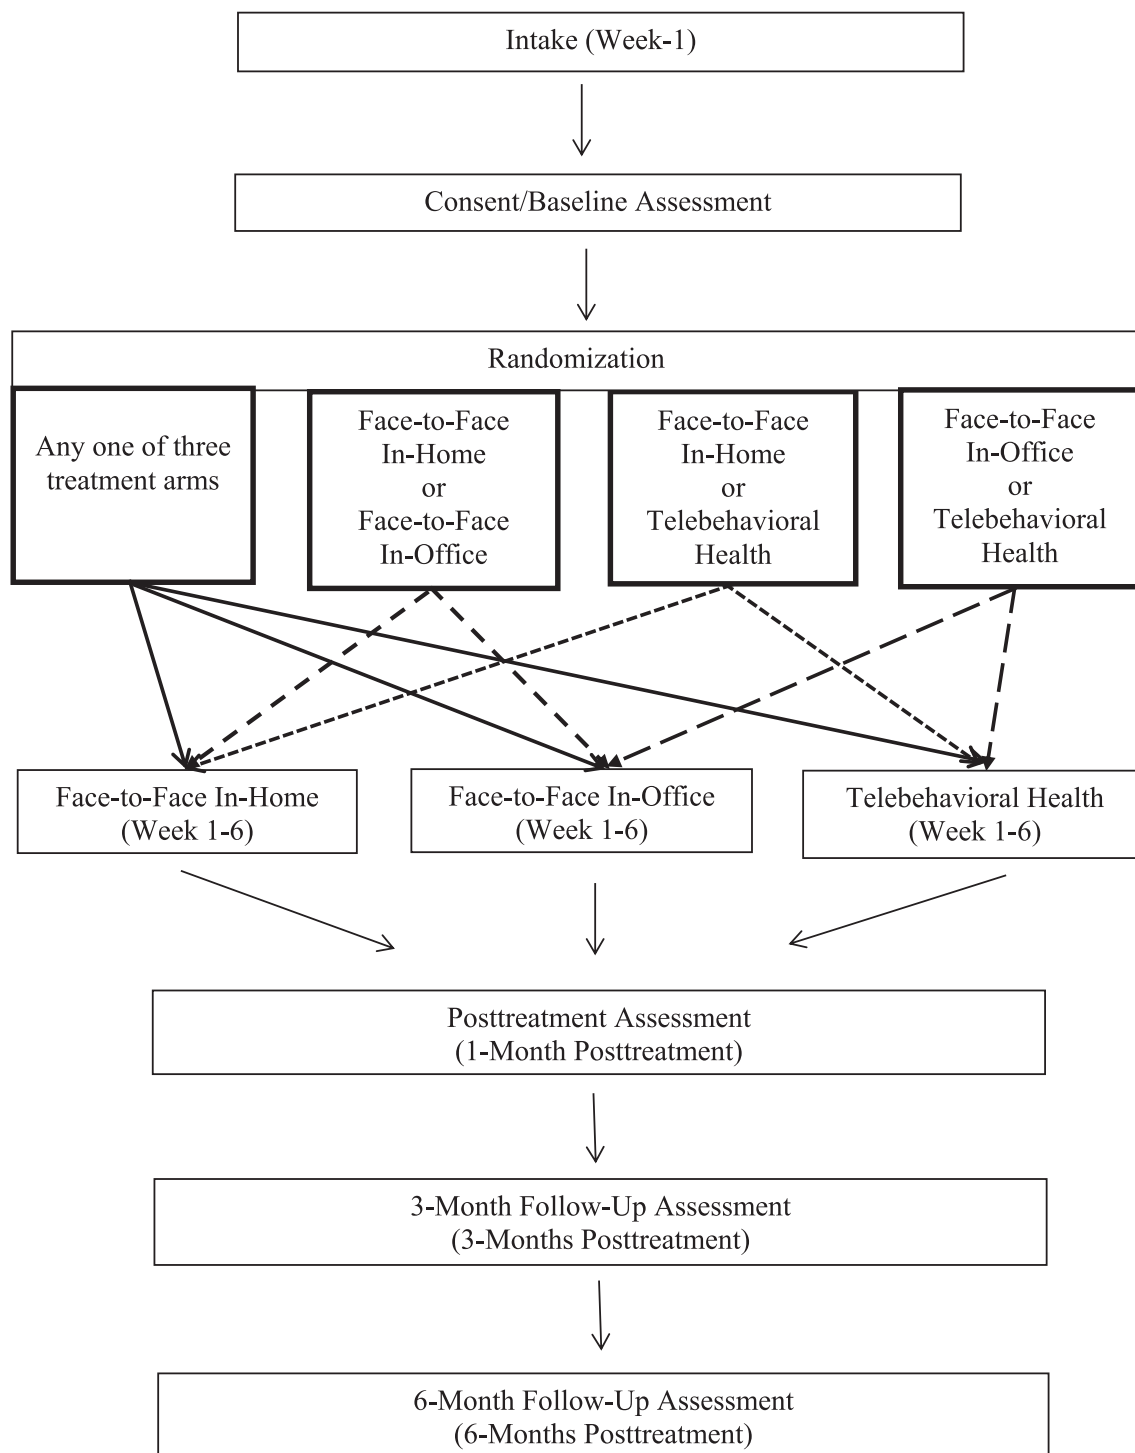 Intake (Week-1)
Consent/Baseline Assessment
Randomization
Any one of three
treatment arms
Face-to-Face
In-Home
or
Face-to-Face
In-Office
Face-to-Face
In-Home
or
Telebehavioral
Health
Face-to-Face
In-Office
or
Telebehavioral
Health
Face-to-Face In-Home
(Week 1-6)
Face-to-Face In-Office
(Week 1-6)
Telebehavioral Health
(Week 1-6)
Posttreatment Assessment
(1-Month Posttreatment)
3-Month Follow-Up Assessment
(3-Months Posttreatment)
6-Month Follow-Up Assessment
(6-Months Posttreatment)